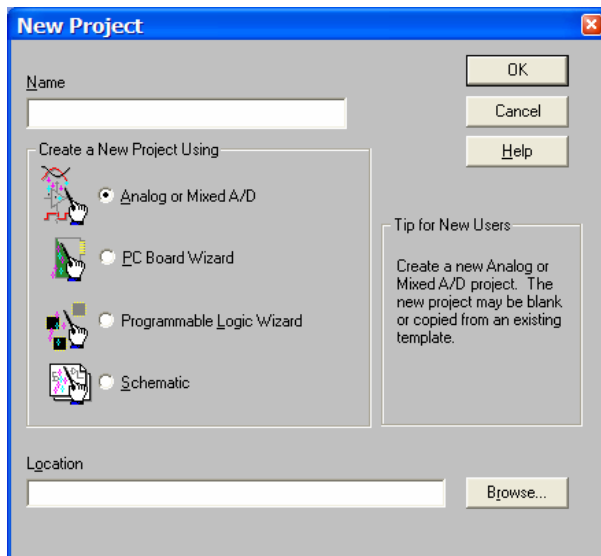 New Project
Name
OK
Cancel
Help
Create a New Project Using
Analog or Mixed A/D
PC Board Wizard
Programmable Logic Wizard
Schematic
Tip for New Users
Create a new Analog or
Mixed A/D project. The
new project may be blank
or copied from an existing
template.
Location
Browse...